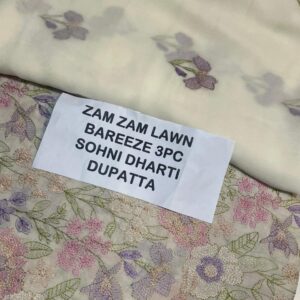 ZAM ZAM LAWN
BAREEZE 3PC
SOHNI DHARTI
DUPATTA